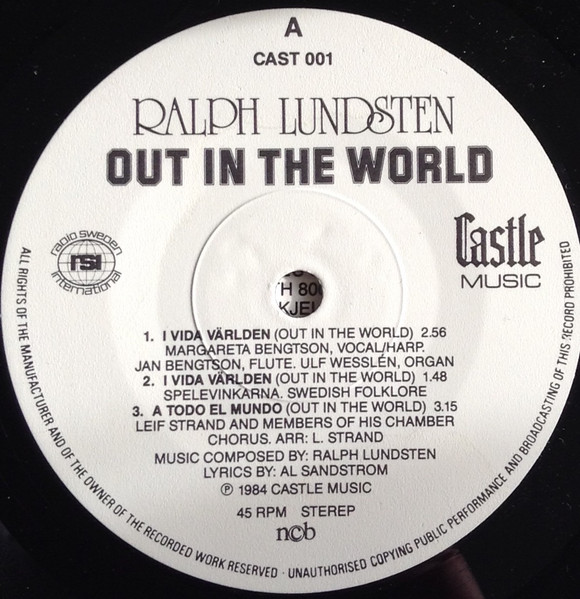 A
CAST 001
RALPH LUNDSTEN
OUT IN THE WORLD
radio sweden
rsi
international
Castle
MUSIC
TH 800
KJEL
1. I VIDA VÄRLDEN (OUT IN THE WORLD) 2.56
MARGARETA BENGTSON, VOCAL/HARP.
JAN BENGTSON, FLUTE. ULF WESSLÉN, ORGAN
2. I VIDA VÄRLDEN (OUT IN THE WORLD) 1.48
SPELEVINKARNA. SWEDISH FOLKLORE
3. A TODO EL MUNDO (OUT IN THE WORLD) 3.15
LEIF STRAND AND MEMBERS OF HIS CHAMBER
CHORUS. ARR: L. STRAND
MUSIC COMPOSED BY: RALPH LUNDSTEN
LYRICS BY: AL SANDSTROM
Ⓟ 1984 CASTLE MUSIC
45 RPM STEREP
ncb
ALL RIGHTS OF THE MANUFACTURER AND OF THE OWNER OF THE RECORDED WORK RESERVED · UNAUTHORISED COPYING PUBLIC PERFORMANCE AND BROADCASTING OF THIS RECORD PROHIBITED